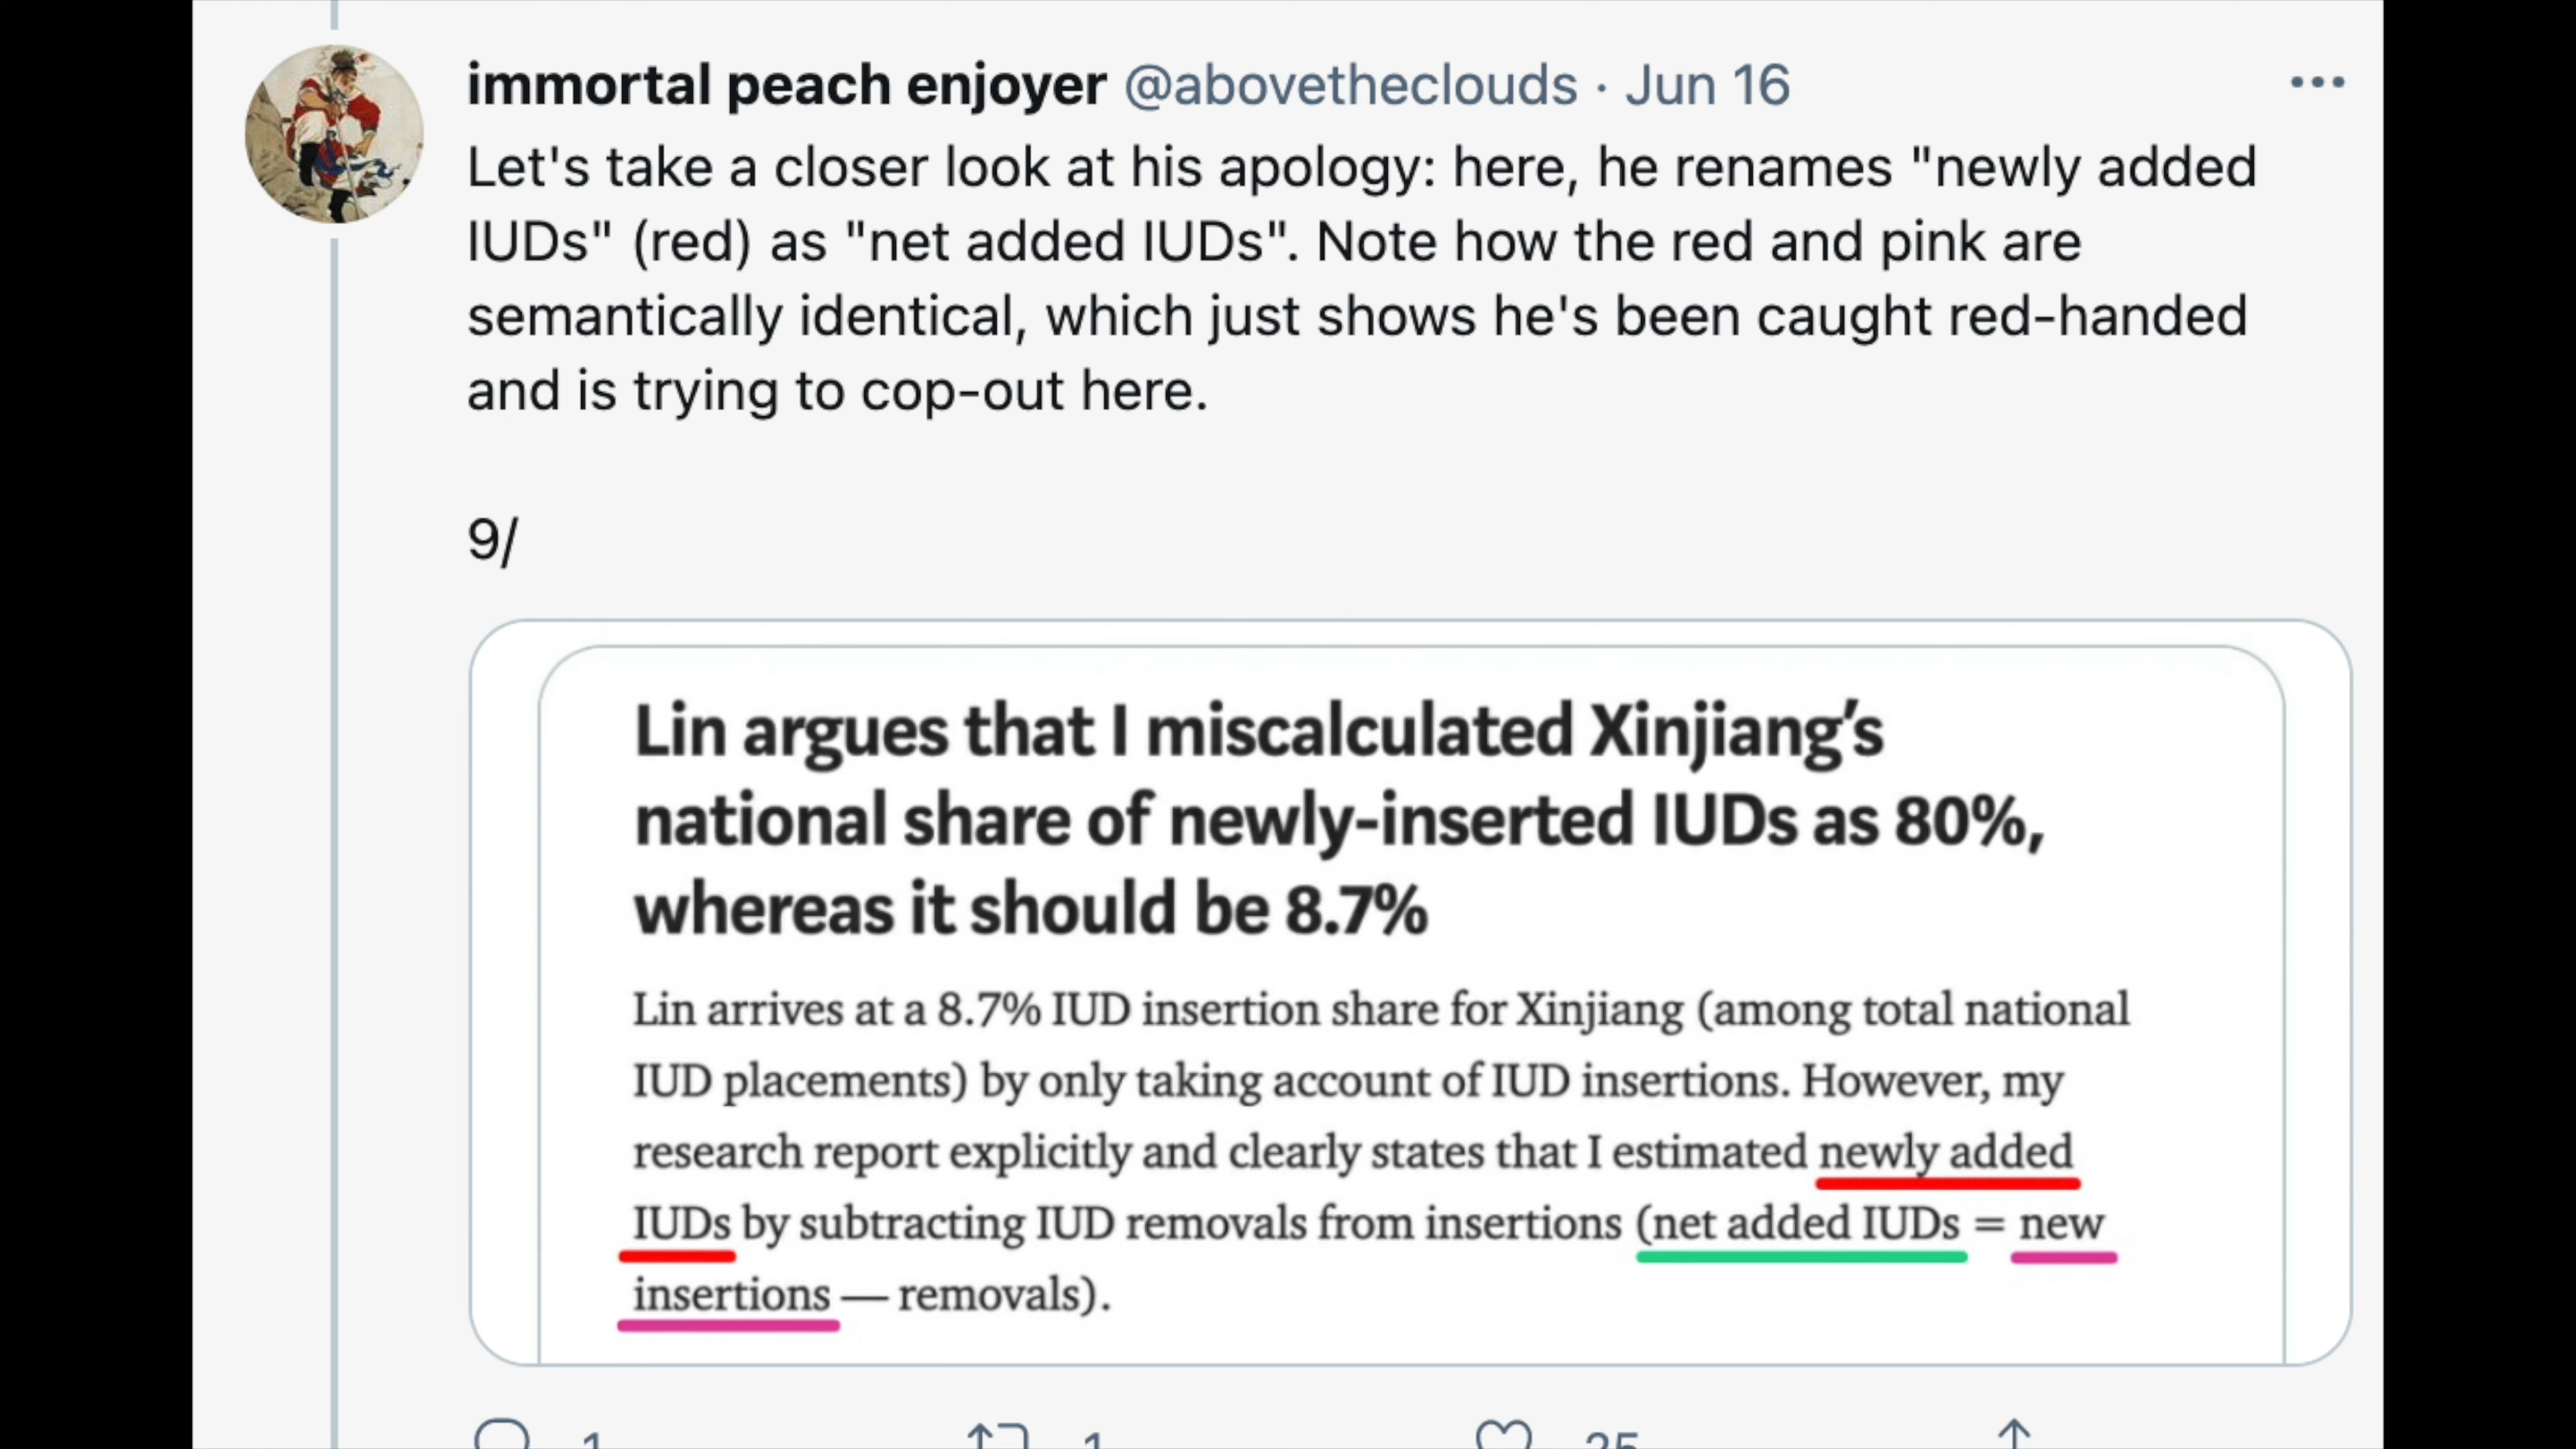 immortal peach enjoyer @abovetheclouds · Jun 16
Let's take a closer look at his apology: here, he renames "newly added
IUDs" (red) as "net added IUDs". Note how the red and pink are
semantically identical, which just shows he's been caught red-handed
and is trying to cop-out here.
9/
Lin argues that I miscalculated Xinjiang's
national share of newly-inserted IUDs as 80%,
whereas it should be 8.7%
Lin arrives at a 8.7% IUD insertion share for Xinjiang (among total national
IUD placements) by only taking account of IUD insertions. However, my
research report explicitly and clearly states that I estimated newly added
IUDs by subtracting IUD removals from insertions (net added IUDs = new
insertions — removals).
1 1 25